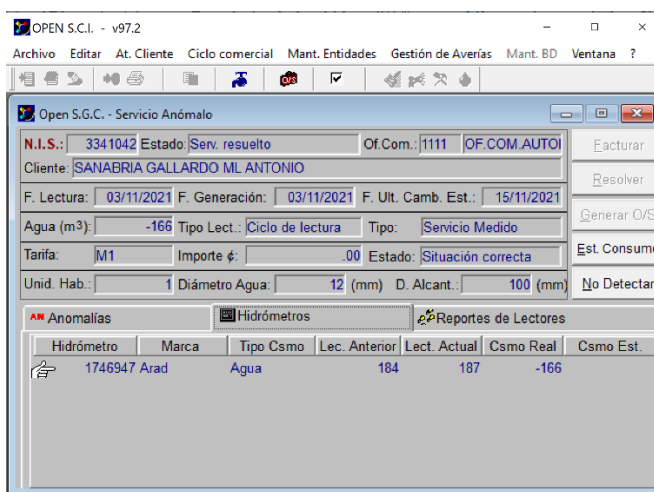 OPEN S.C.I. - v97.2
Archivo Editar At. Cliente Ciclo comercial Mant. Entidades Gestión de Averías Mant. BD Ventana ?
O/S
Open S.G.C. - Servicio Anómalo
N.I.S.: 3341042 Estado: Serv. resuelto Of.Com.: 1111 OF.COM.AUTOI Facturar
Cliente: SANABRIA GALLARDO ML ANTONIO Resolver
F. Lectura: 03/11/2021 F. Generación: 03/11/2021 F. Ult. Camb. Est.: 15/11/2021
Generar O/S
Agua (m3): -166 Tipo Lect.: Ciclo de lectura Tipo: Servicio Medido
Tarifa: M1 Importe ¢: .00 Estado: Situación correcta Est. Consumo
Unid. Hab.: 1 Diámetro Agua: 12 (mm) D. Alcant.: 100 (mm) No Detectar
AN Anomalías Hidrómetros Reportes de Lectores
Hidrómetro Marca Tipo Csmo Lec. Anterior Lect. Actual Csmo Real Csmo Est.
1746947 Arad Agua 184 187 -166